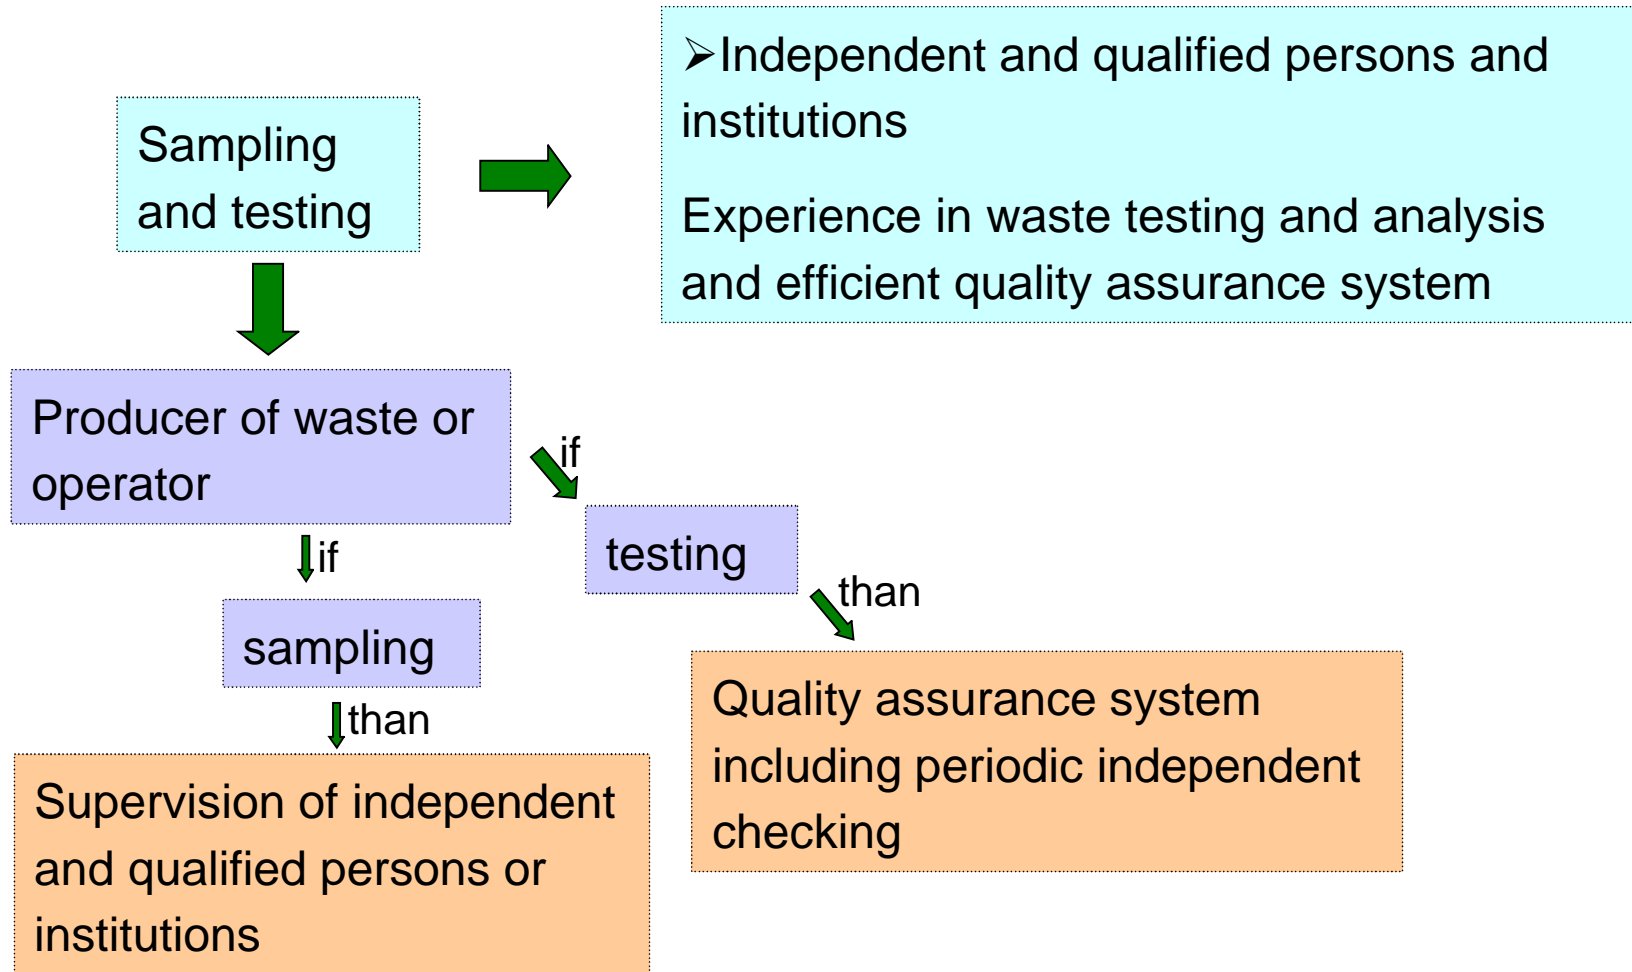 Sampling
and testing
➢Independent and qualified persons and
institutions
Experience in waste testing and analysis
and efficient quality assurance system
Producer of waste or
operator
if
testing
than
Quality assurance system
including periodic independent
checking
if
sampling
than
Supervision of independent
and qualified persons or
institutions